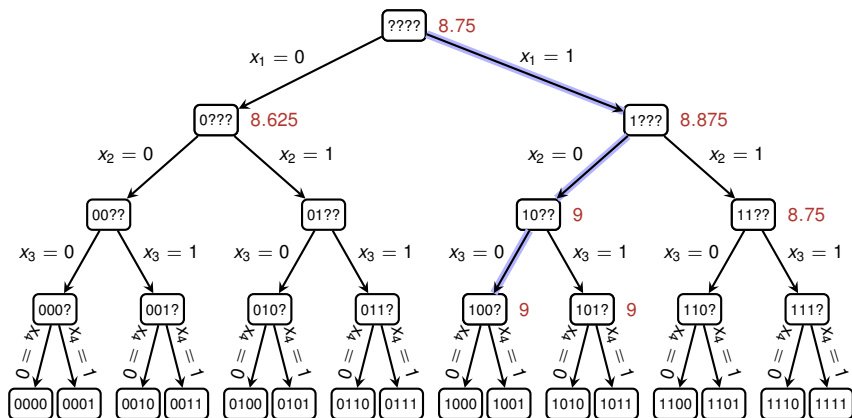 ???? 8.75
x1 = 0 x1 = 1
0??? 8.625 1??? 8.875
x2 = 0 x2 = 1 x2 = 0 x2 = 1
00?? 01?? 10?? 9 11?? 8.75
x3 = 0 x3 = 1 x3 = 0 x3 = 1 x3 = 0 x3 = 1 x3 = 0 x3 = 1
000? 001? 010? 011? 100? 9 101? 9 110? 111?
x4 = 0 x4 = 1 x4 = 0 x4 = 1 x4 = 0 x4 = 1 x4 = 0 x4 = 1 x4 = 0 x4 = 1 x4 = 0 x4 = 1 x4 = 0 x4 = 1 x4 = 0 x4 = 1
0000 0001 0010 0011 0100 0101 0110 0111 1000 1001 1010 1011 1100 1101 1110 1111